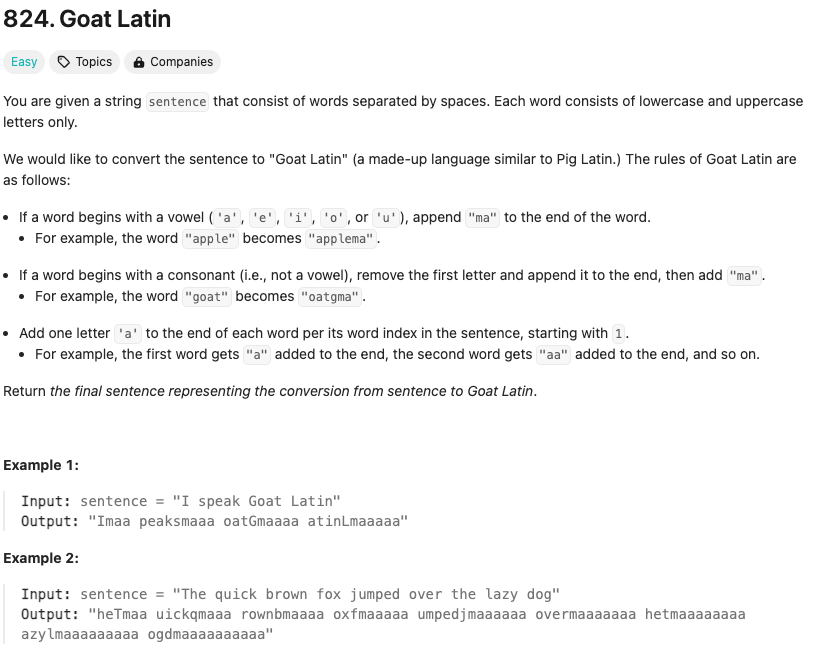 824. Goat Latin
Easy Topics Companies
You are given a string sentence that consist of words separated by spaces. Each word consists of lowercase and uppercase
letters only.
We would like to convert the sentence to "Goat Latin" (a made-up language similar to Pig Latin.) The rules of Goat Latin are
as follows:
• If a word begins with a vowel ('a', 'e', 'i', 'o', or 'u'), append "ma" to the end of the word.
• For example, the word "apple" becomes "applema".
• If a word begins with a consonant (i.e., not a vowel), remove the first letter and append it to the end, then add "ma".
• For example, the word "goat" becomes "oatgma".
• Add one letter 'a' to the end of each word per its word index in the sentence, starting with 1.
• For example, the first word gets "a" added to the end, the second word gets "aa" added to the end, and so on.
Return the final sentence representing the conversion from sentence to Goat Latin.
Example 1:
Input: sentence = "I speak Goat Latin"
Output: "Imaa peaksmaaa oatGmaaaa atinLmaaaaa"
Example 2:
Input: sentence = "The quick brown fox jumped over the lazy dog"
Output: "heTmaa uickqmaaa rownbmaaaa oxfmaaaaa umpedjmaaaaaa overmaaaaaaa hetmaaaaaaaa
azylmaaaaaaaaa ogdmaaaaaaaaaa"